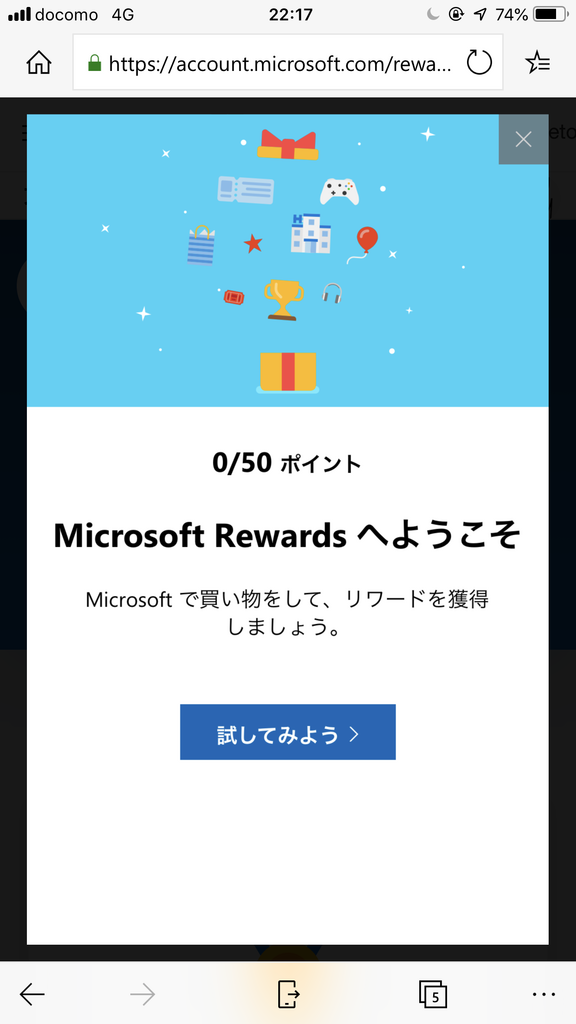 docomo 4G 22:17 74%
https://account.microsoft.com/rewa...
0/50 ポイント
Microsoft Rewards へようこそ
Microsoft で買い物をして、リワードを獲得
しましょう。
試してみよう
5